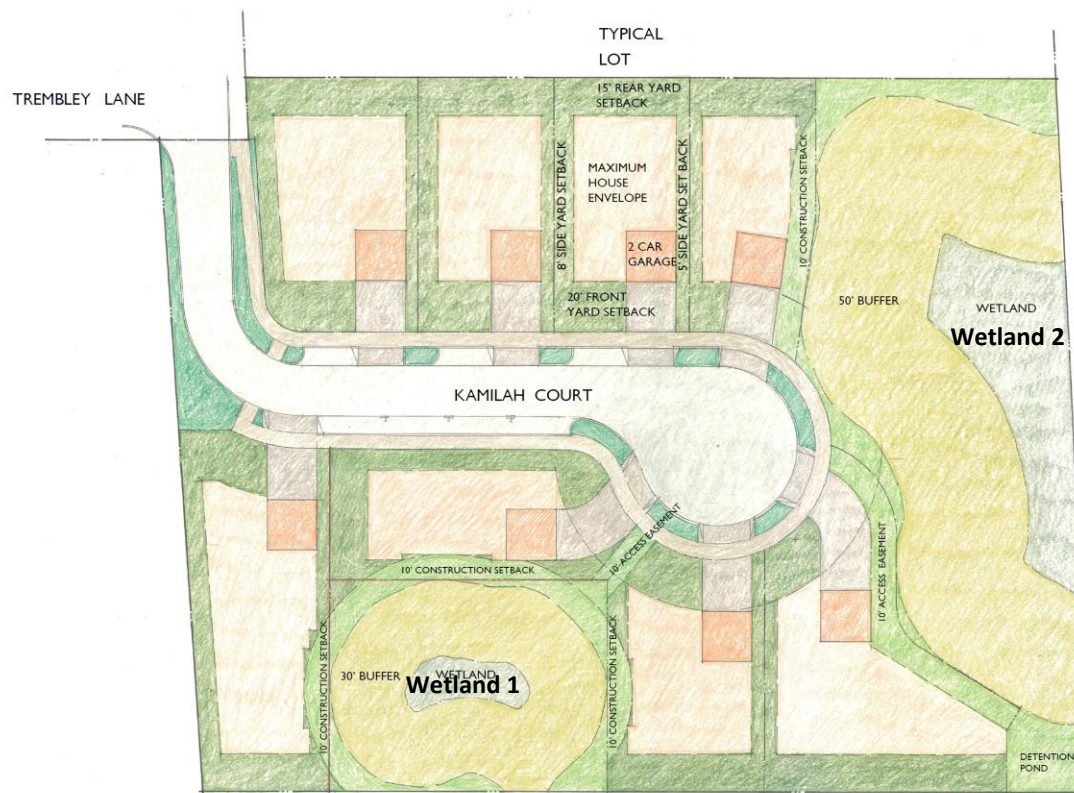 TYPICAL
LOT
TREMBLEY LANE
15' REAR YARD
SETBACK
8' SIDE YARD SETBACK
MAXIMUM
HOUSE
ENVELOPE
5' SIDE YARD SET BACK
10' CONSTRUCTION SETBACK
2 CAR
GARAGE
20' FRONT
YARD SETBACK
50' BUFFER
WETLAND
Wetland 2
KAMILAH COURT
10' ACCESS EASEMENT
10' CONSTRUCTION SETBACK
10' ACCESS EASEMENT
10' CONSTRUCTION SETBACK
30' BUFFER
WETLAND
Wetland 1
10' CONSTRUCTION SETBACK
DETENTION
POND